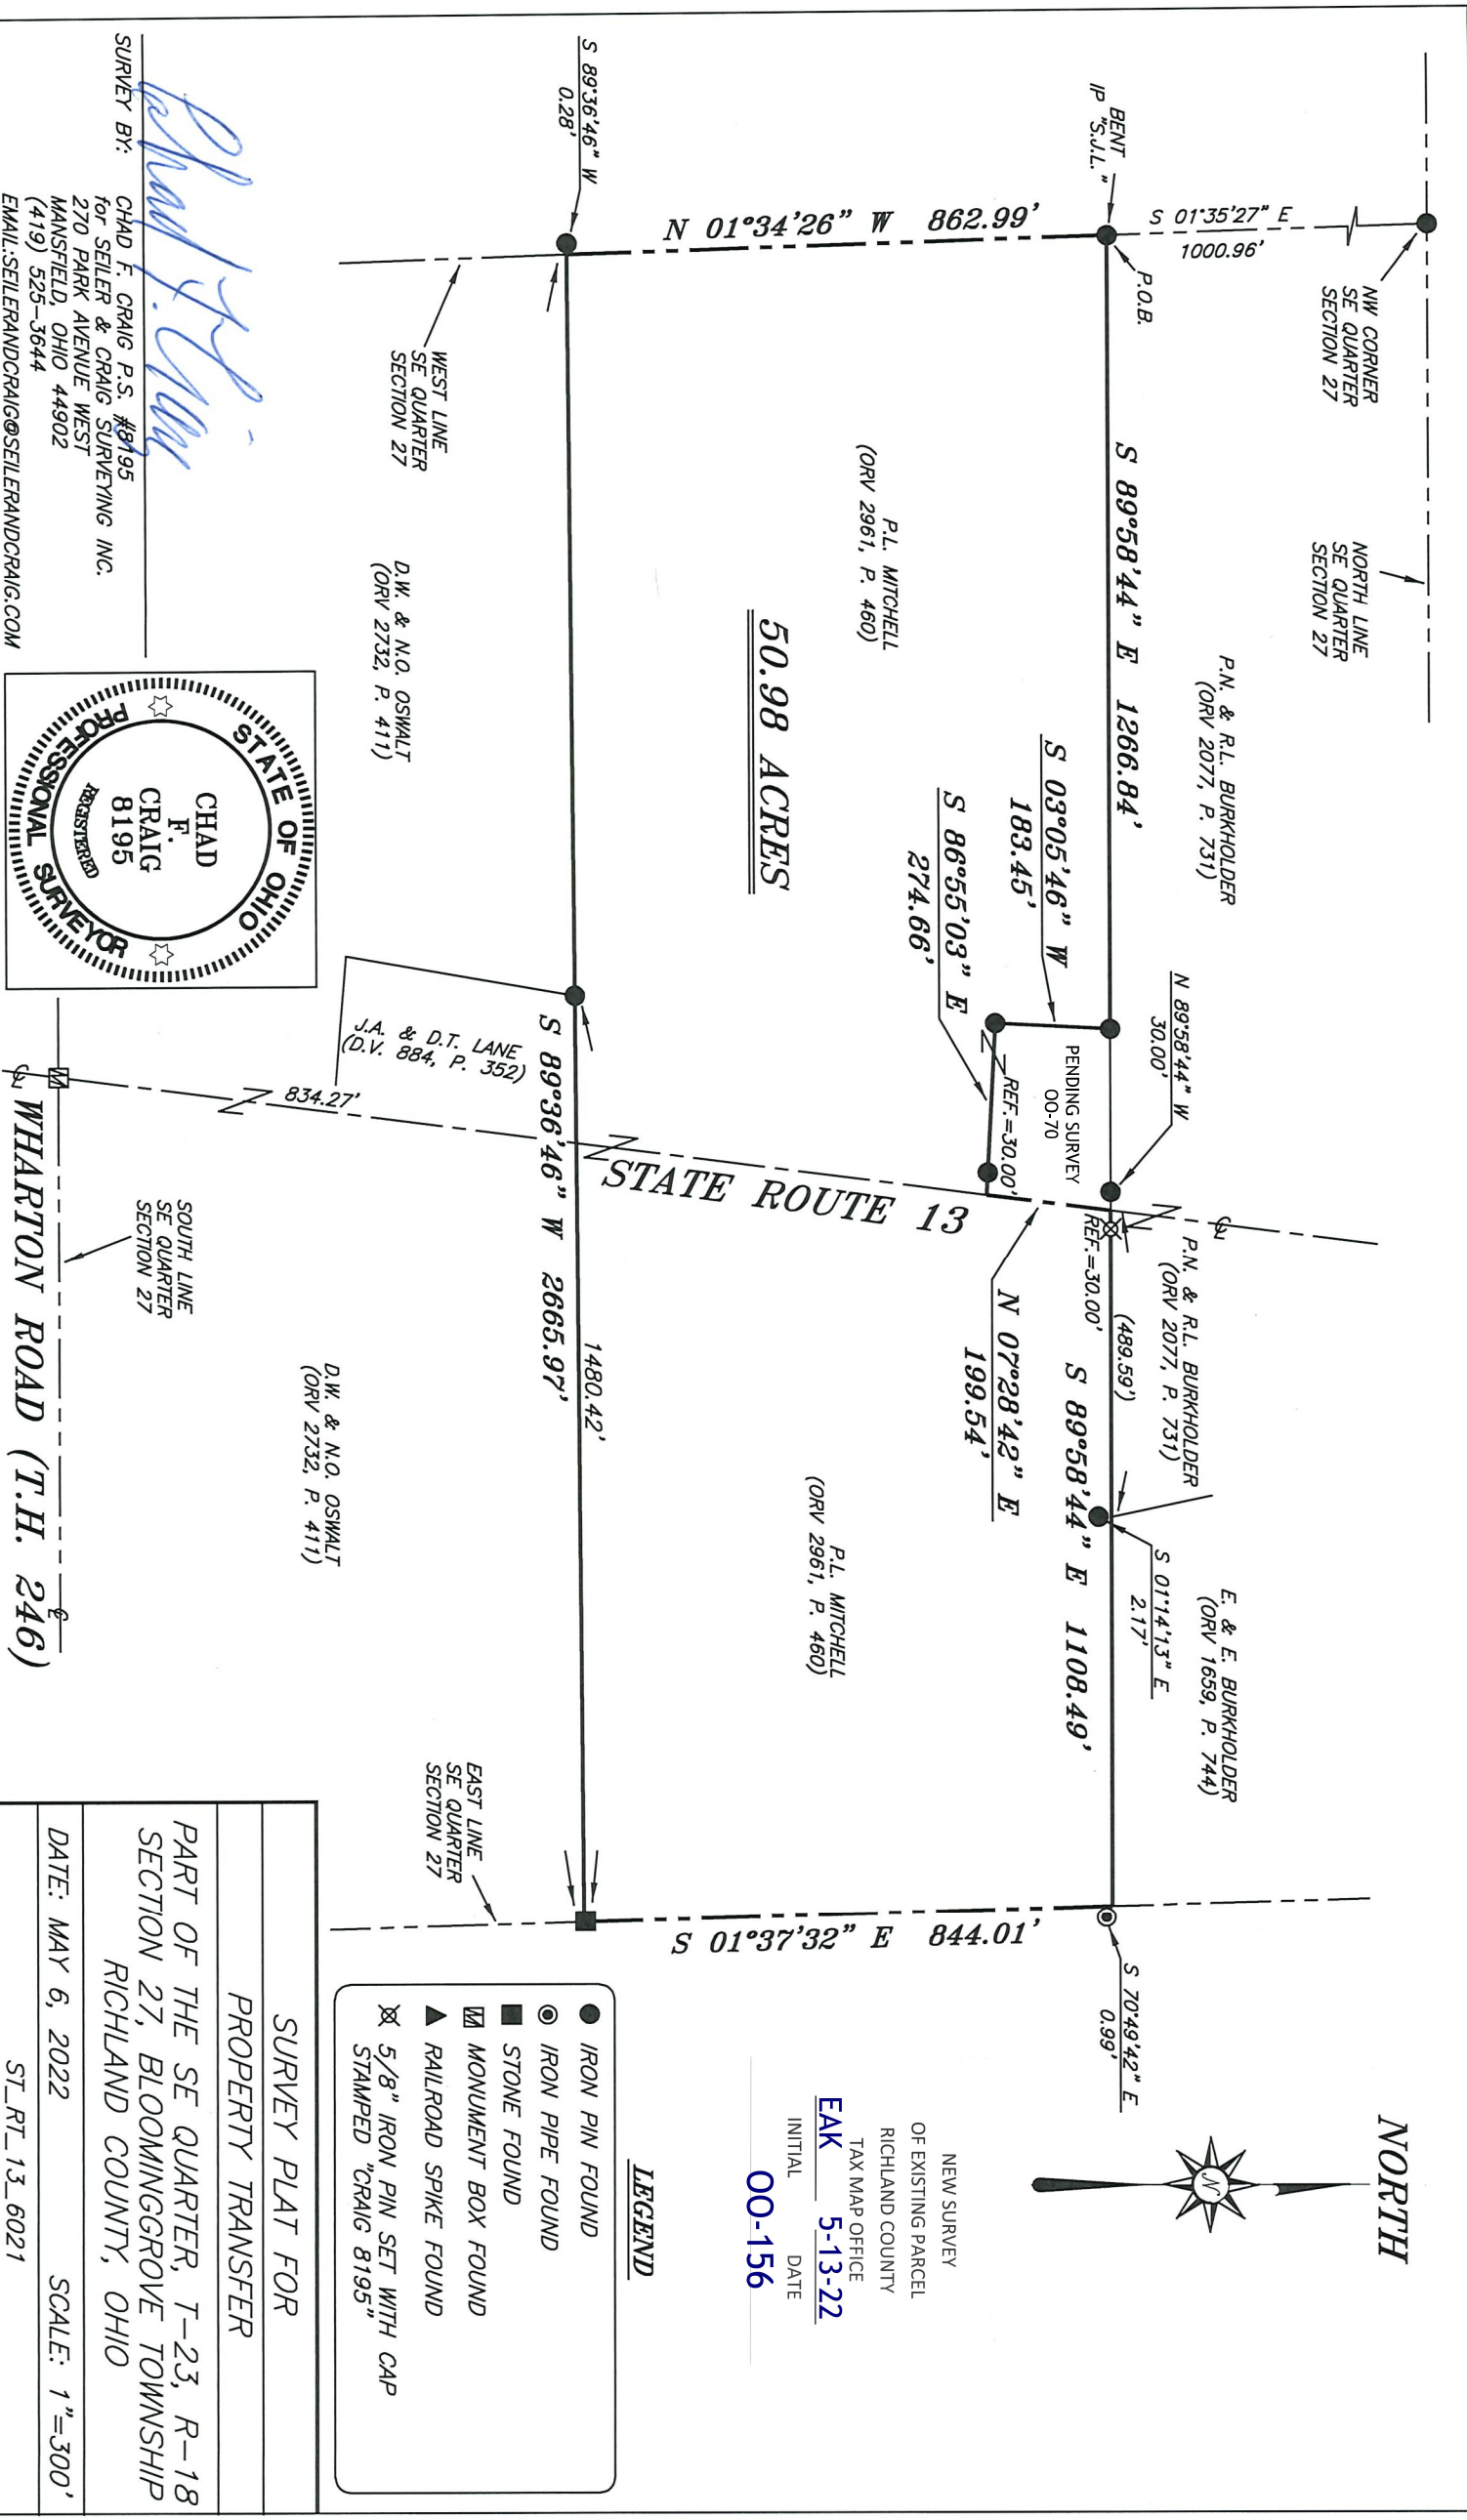 NORTH
N
NW CORNER
SE QUARTER
SECTION 27
NORTH LINE
SE QUARTER
SECTION 27
S 01°35'27" E
1000.96'
BENT
IP "S.J.L."
P.O.B.
P.N. & R.L. BURKHOLDER
(ORV 2077, P. 731)
S 89°58'44" E 1266.84'
N 89°58'44" W
30.00'
P.N. & R.L. BURKHOLDER
(ORV 2077, P. 731)
(489.59')
REF.=30.00'
S 89°58'44" E 1108.49'
S 01°14'13" E
2.17'
E. & E. BURKHOLDER
(ORV 1659, P. 744)
S 70°49'42" E
0.99'
S 03°05'46" W
183.45'
S 86°55'03" E
274.66'
PENDING SURVEY
OO-70
REF.=30.00'
N 07°28'42" E
199.54'
STATE ROUTE 13
P.L. MITCHELL
(ORV 2961, P. 460)
50.98 ACRES
P.L. MITCHELL
(ORV 2961, P. 460)
N 01°34'26" W 862.99'
S 01°37'32" E 844.01'
S 89°36'46" W
0.28'
1480.42'
S 89°36'46" W 2665.97'
WEST LINE
SE QUARTER
SECTION 27
D.W. & N.O. OSWALT
(ORV 2732, P. 411)
J.A. & D.T. LANE
(D.V. 884, P. 352)
834.27'
D.W. & N.O. OSWALT
(ORV 2732, P. 411)
EAST LINE
SE QUARTER
SECTION 27
SOUTH LINE
SE QUARTER
SECTION 27
WHARTON ROAD (T.H. 246)
NEW SURVEY
OF EXISTING PARCEL
RICHLAND COUNTY
TAX MAP OFFICE
EAK 5-13-22
INITIAL DATE
OO-156
LEGEND
IRON PIN FOUND
IRON PIPE FOUND
STONE FOUND
M MONUMENT BOX FOUND
RAILROAD SPIKE FOUND
5/8" IRON PIN SET WITH CAP
STAMPED "CRAIG 8195"
SURVEY BY:
CHAD F. CRAIG P.S. #8195
for SEILER & CRAIG SURVEYING INC.
270 PARK AVENUE WEST
MANSFIELD, OHIO 44902
(419) 525-3644
EMAIL:SEILERANDCRAIG@SEILERANDCRAIG.COM
STATE OF OHIO
CHAD
F.
CRAIG
8195
REGISTERED
PROFESSIONAL SURVEYOR
SURVEY PLAT FOR
PROPERTY TRANSFER
PART OF THE SE QUARTER, T-23, R-18
SECTION 27, BLOOMINGGROVE TOWNSHIP
RICHLAND COUNTY, OHIO
DATE: MAY 6, 2022 SCALE: 1"=300'
ST_RT_13_6021